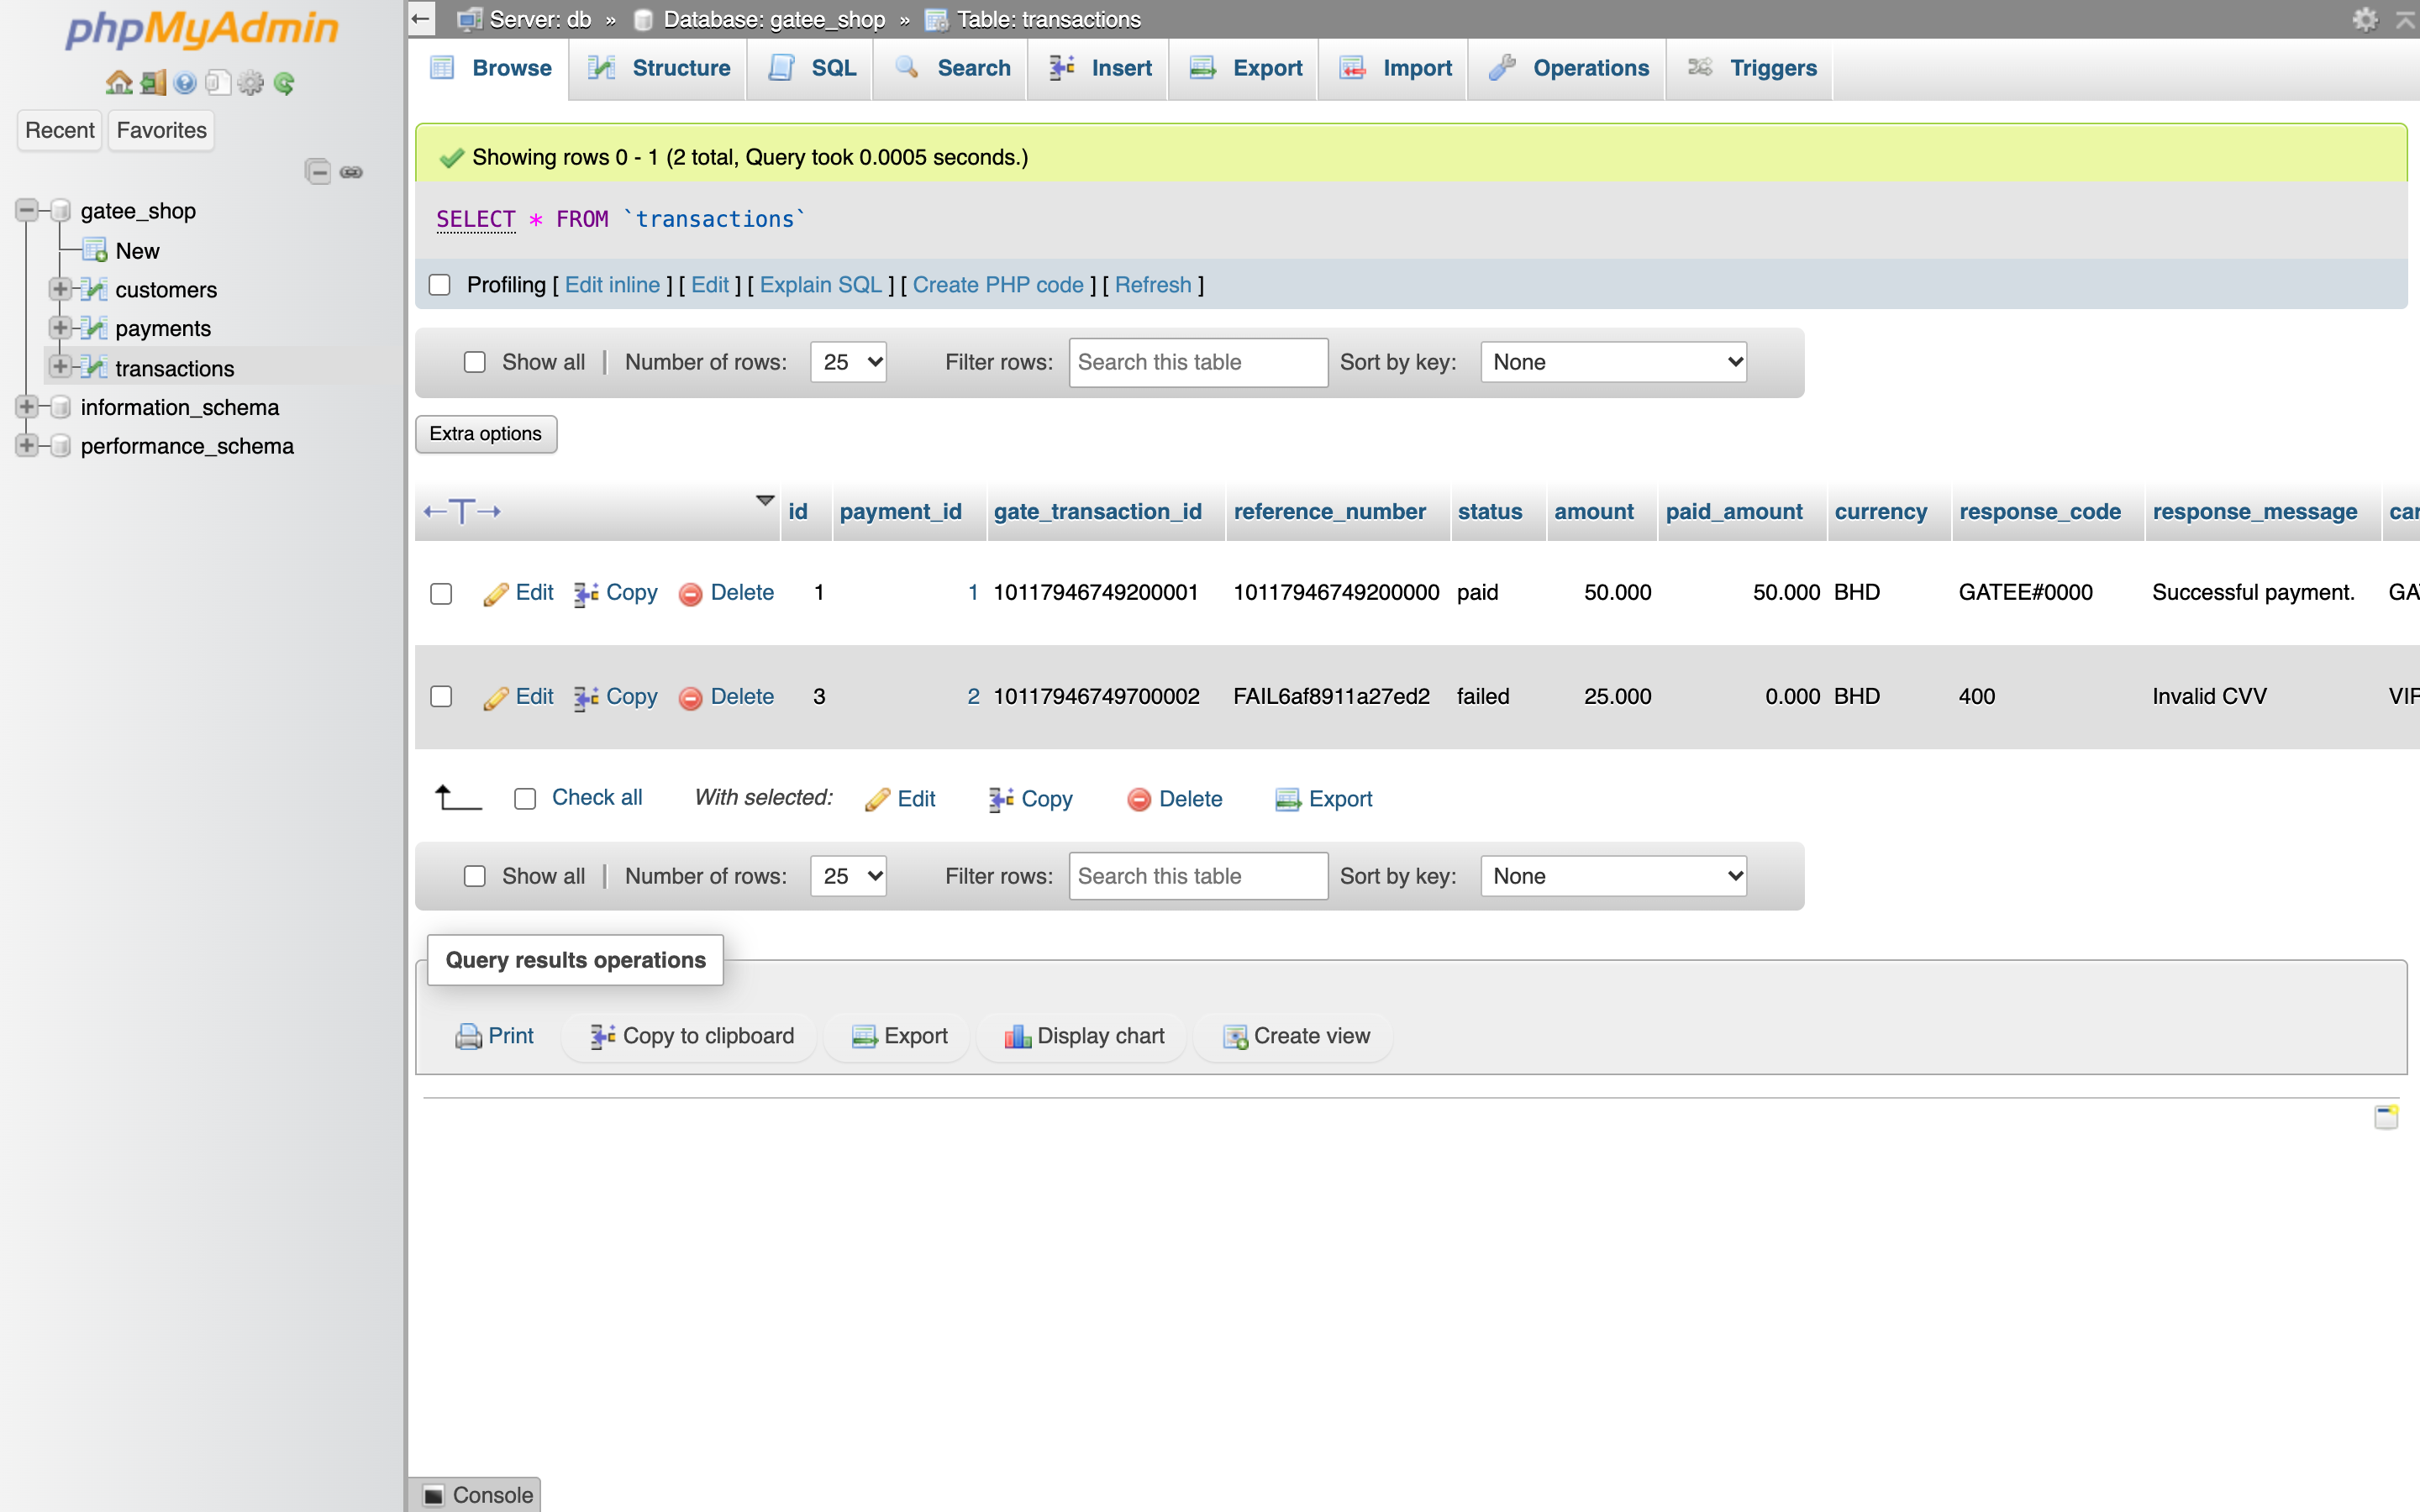 phpMyAdmin
Recent Favorites
gatee_shop
New
customers
payments
transactions
information_schema
performance_schema
Server: db » Database: gatee_shop » Table: transactions
Browse Structure SQL Search Insert Export Import Operations Triggers
Showing rows 0 - 1 (2 total, Query took 0.0005 seconds.)
SELECT * FROM `transactions`
Profiling [ Edit inline ] [ Edit ] [ Explain SQL ] [ Create PHP code ] [ Refresh ]
Show all | Number of rows: 25 Filter rows: Search this table Sort by key: None
Extra options
←T→ id payment_id gate_transaction_id reference_number status amount paid_amount currency response_code response_message car
Edit Copy Delete 1 1 10117946749200001 10117946749200000 paid 50.000 50.000 BHD GATEE#0000 Successful payment. GA
Edit Copy Delete 3 2 10117946749700002 FAIL6af8911a27ed2 failed 25.000 0.000 BHD 400 Invalid CVV VIR
Check all With selected: Edit Copy Delete Export
Show all | Number of rows: 25 Filter rows: Search this table Sort by key: None
Query results operations
Print Copy to clipboard Export Display chart Create view
Console